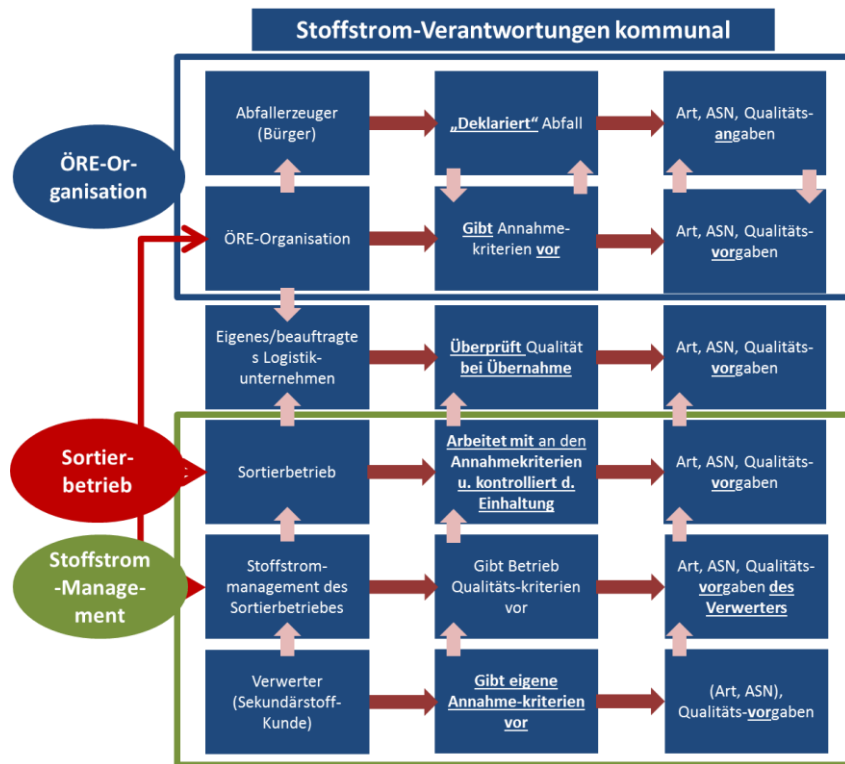 Stoffstrom-Verantwortungen kommunal
ÖRE-Or-
ganisation
Abfallerzeuger
(Bürger)
„Deklariert“ Abfall
Art, ASN, Qualitäts-
angaben
ÖRE-Organisation
Gibt Annahme-
kriterien vor
Art, ASN, Qualitäts-
vorgaben
Eigenes/beauftragte
s Logistik-
unternehmen
Überprüft Qualität
bei Übernahme
Art, ASN, Qualitäts-
vorgaben
Sortier-
betrieb
Sortierbetrieb
Arbeitet mit an den
Annahmekriterien
u. kontrolliert d.
Einhaltung
Art, ASN, Qualitäts-
vorgaben
Stoffstrom
-Manage-
ment
Stoffstrom-
management des
Sortierbetriebes
Gibt Betrieb
Qualitäts-kriterien
vor
Art, ASN, Qualitäts-
vorgaben des
Verwerters
Verwerter
(Sekundärstoff-
Kunde)
Gibt eigene
Annahme-kriterien
vor
(Art, ASN),
Qualitäts-vorgaben